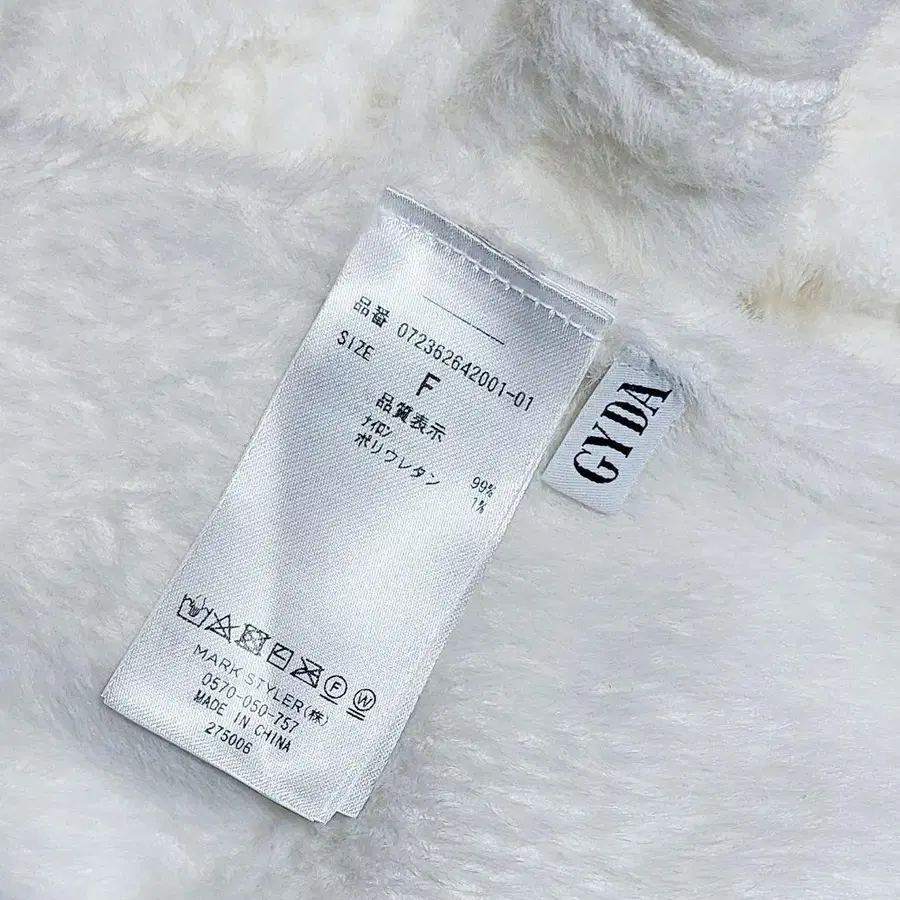 品番 072362642001-01
SIZE
F
品質表示
ナイロン 99%
ポリウレタン 1%
F W
MARK STYLER(株)
0570-050-757
MADE IN CHINA
275006
GYDA